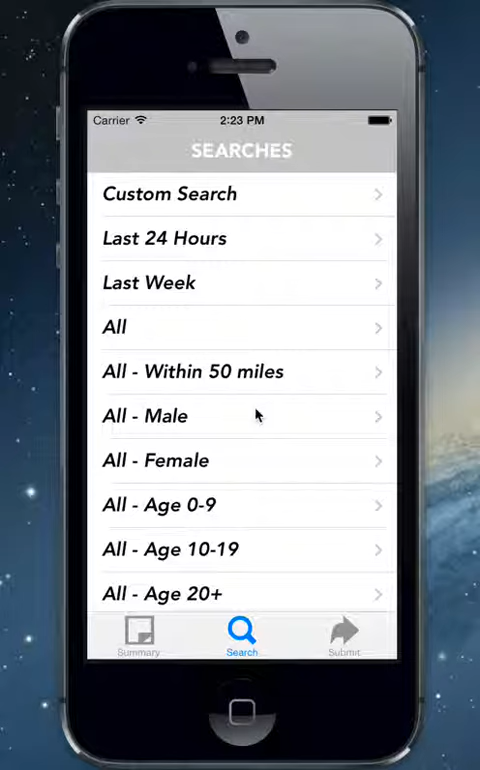 Carrier 2:23 PM
SEARCHES
Custom Search
Last 24 Hours
Last Week
All
All - Within 50 miles
All - Male
All - Female
All - Age 0-9
All - Age 10-19
All - Age 20+
Summary Search Submit